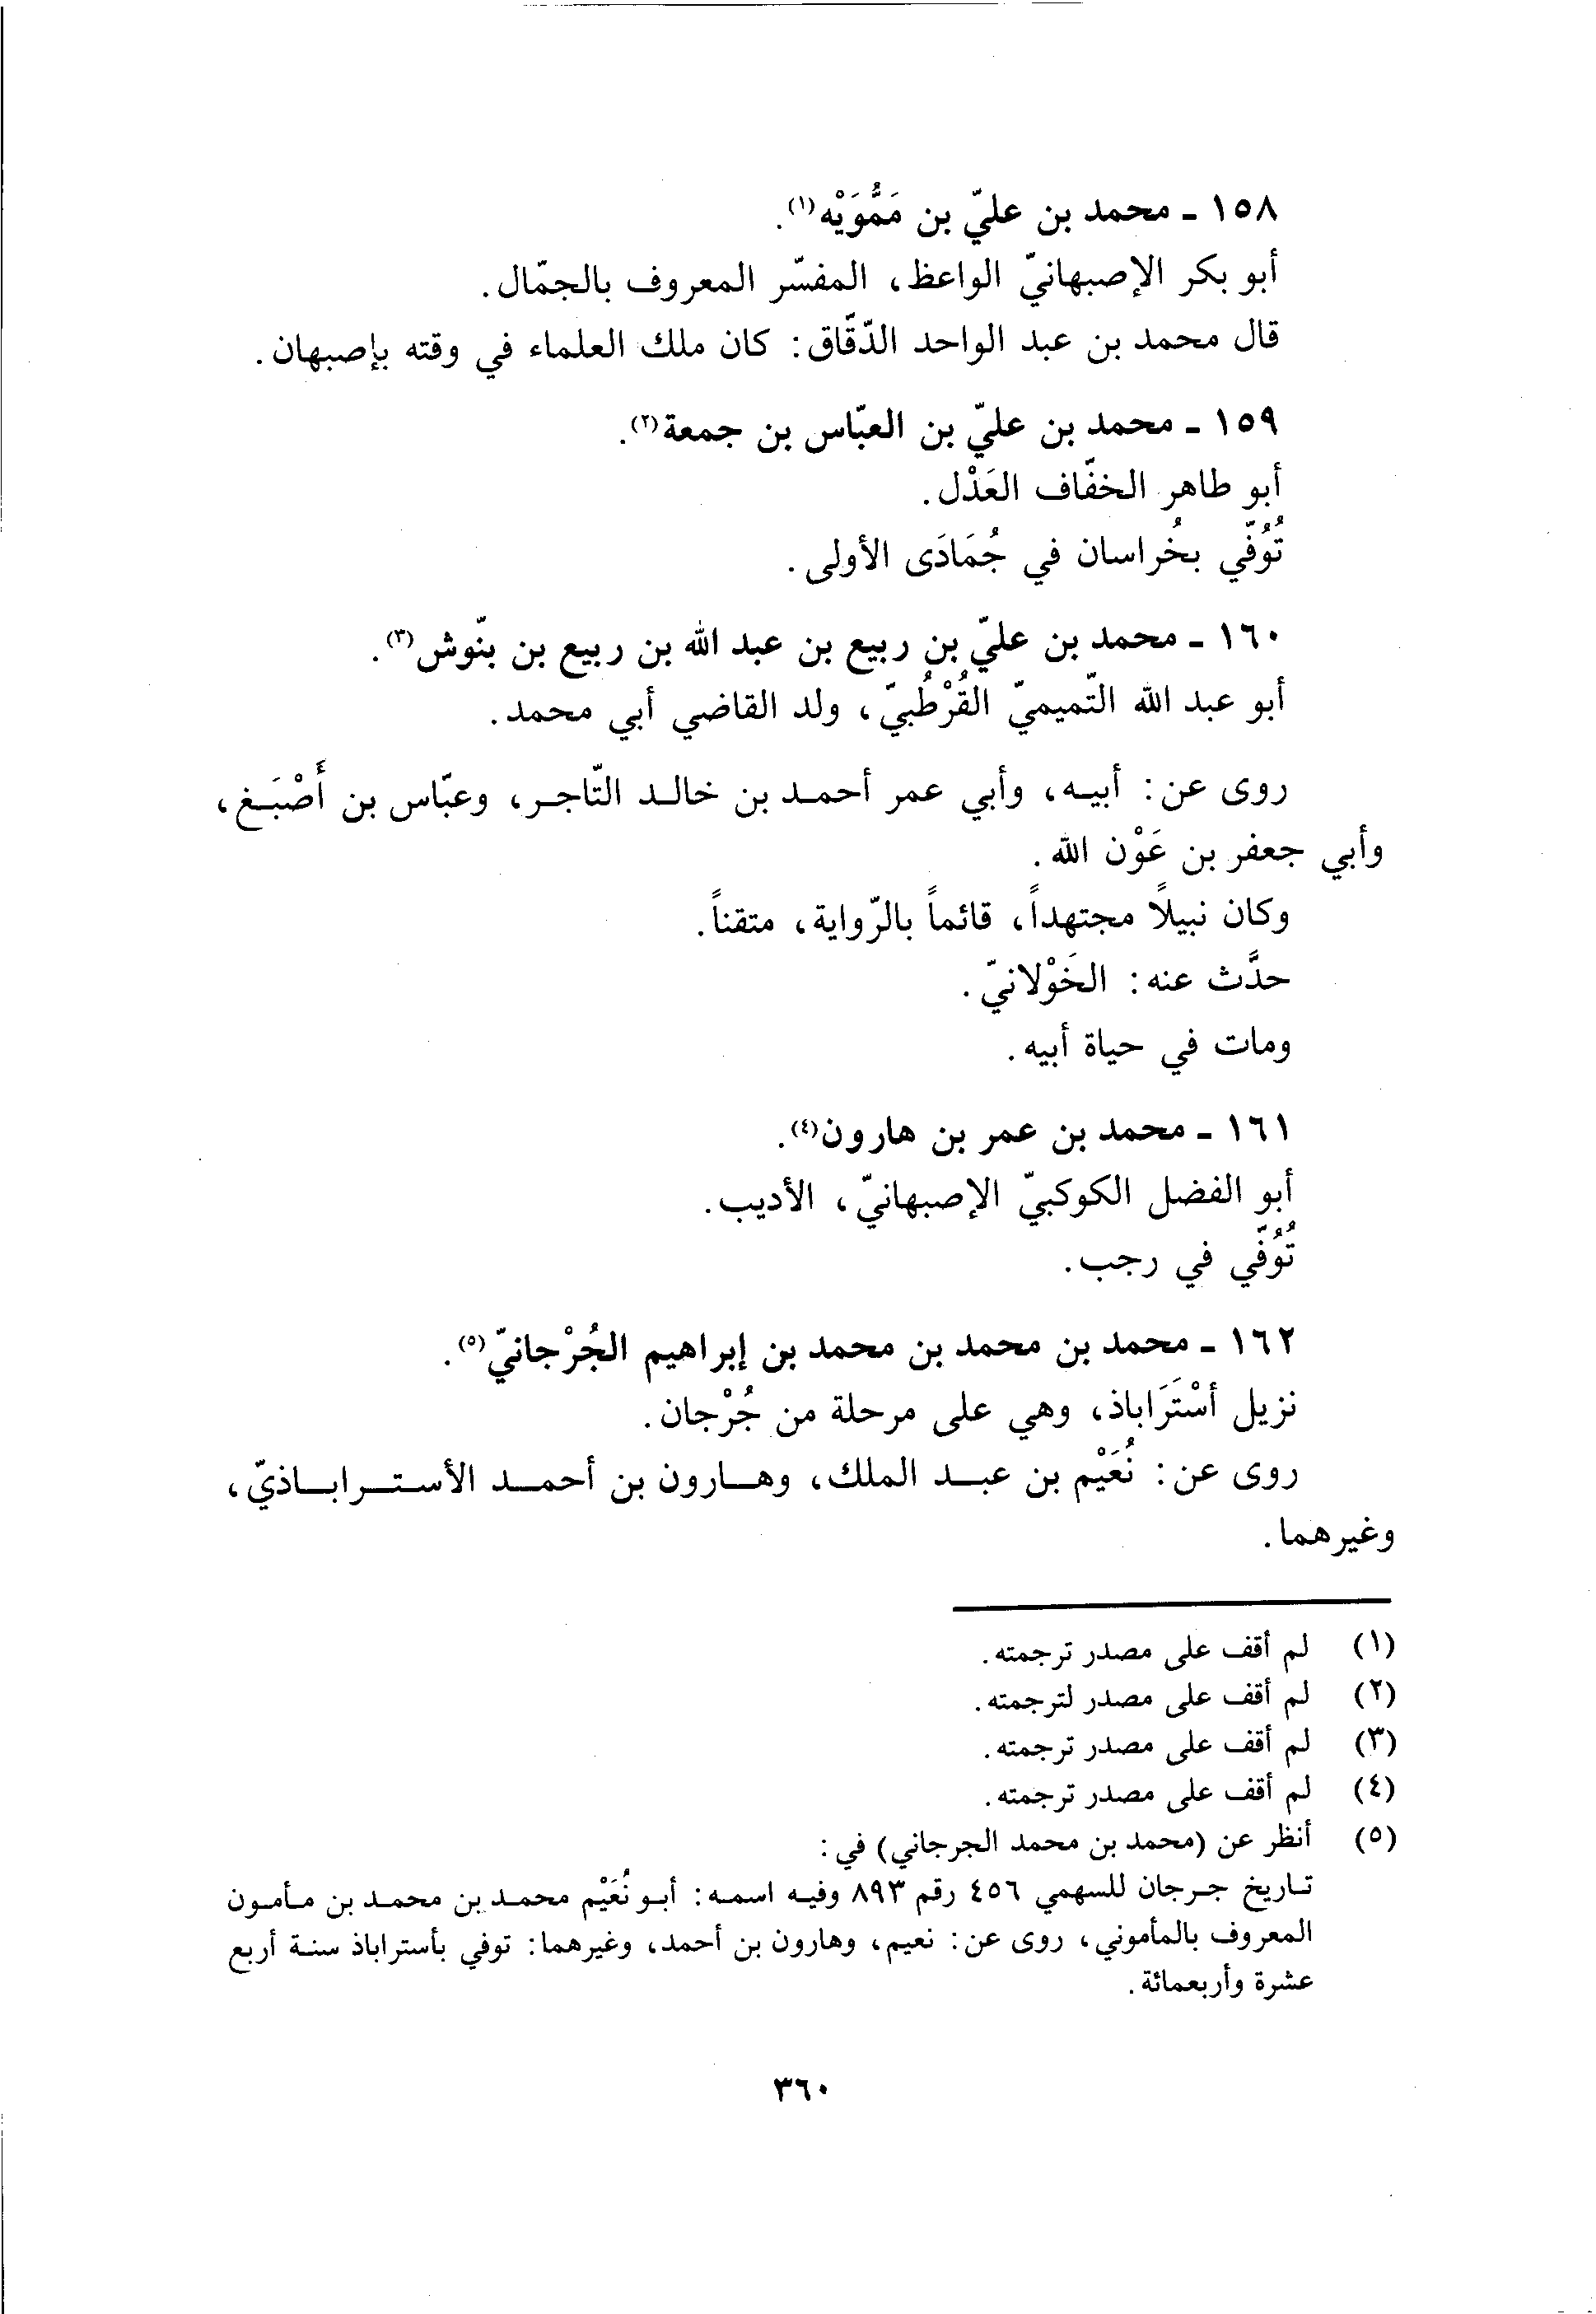 ١٥٨ ـ محمد بن عليّ بن مَمُّوَيْه(١).
أبو بكر الإصبهانيّ الواعظ، المفسّر المعروف بالجمّال.
قال محمد بن عبد الواحد الدّقّاق: كان ملك العلماء في وقته بإصبهان.
١٥٩ ـ محمد بن عليّ بن العبّاس بن جمعة(٢).
أبو طاهر الخفّاف العَدْل.
تُوُفّي بخُراسان في جُمَادَى الأولى.
١٦٠ ـ محمد بن عليّ بن ربيع بن عبد الله بن ربيع بن بنّوش(٣).
أبو عبد الله التّميميّ القُرْطُبيّ، ولد القاضي أبي محمد.
روى عن: أبيه، وأبي عمر أحمد بن خالد التّاجر، وعبّاس بن أَصْبَغ،
وأبي جعفر بن عَوْن الله.
وكان نبيلاً مجتهداً، قائماً بالرّواية، متقناً.
حدَّث عنه: الخَوْلانيّ.
ومات في حياة أبيه.
١٦١ ـ محمد بن عمر بن هارون(٤).
أبو الفضل الكوكبيّ الإصبهانيّ، الأديب.
تُوُفّي في رجب.
١٦٢ ـ محمد بن محمد بن محمد بن إبراهيم الجُرْجانيّ(٥).
نزيل أسْتَرَاباذ، وهي على مرحلة من جُرْجان.
روى عن: نُعَيْم بن عبد الملك، وهارون بن أحمد الأستراباذيّ،
وغيرهما.
(١) لم أقف على مصدر ترجمته.
(٢) لم أقف على مصدر لترجمته.
(٣) لم أقف على مصدر ترجمته.
(٤) لم أقف على مصدر ترجمته.
(٥) أنظر عن (محمد بن محمد الجرجاني) في:
تاريخ جرجان للسهمي ٤٥٦ رقم ٨٩٣ وفيه اسمه: أبو نُعَيْم محمد بن محمد بن مأمون
المعروف بالمأموني، روى عن: نعيم، وهارون بن أحمد، وغيرهما: توفي بأستراباذ سنة أربع
عشرة وأربعمائة.
٣٦٠